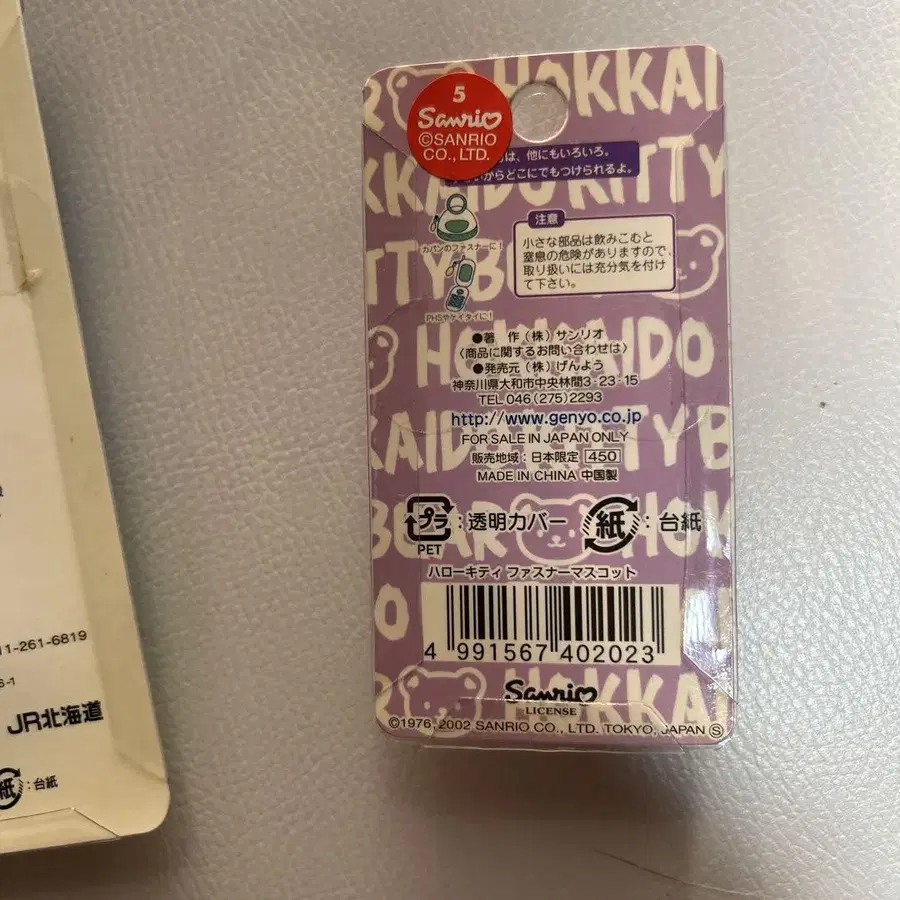 5
Sanrio
©SANRIO
CO., LTD.
は、他にもいろいろ。
からどこにでもつけられるよ。
カバンのファスナーに!
PHSやケイタイに!
注意
小さな部品は飲みこむと
窒息の危険がありますので、
取り扱いには充分気を付け
て下さい。
●著 作(株)サンリオ
〈商品に関するお問い合わせは〉
●発売元(株)げんよう
神奈川県大和市中央林間3-23-15
TEL 046(275)2293
http://www.genyo.co.jp
FOR SALE IN JAPAN ONLY
販売地域:日本限定 450
MADE IN CHINA 中国製
プラ:透明カバー 紙:台紙
PET
ハローキティ ファスナーマスコット
4 991567 402023
Sanrio
LICENSE
©1976, 2002 SANRIO CO., LTD. TOKYO, JAPAN Ⓢ
HOKKAI
KKAIDO KITTY
TTY B
HOKKAIDO
KAIDO KITTY B
BEAR HOK
O
R HOKKA
11-261-6819
6-1
JR北海道
紙:台紙